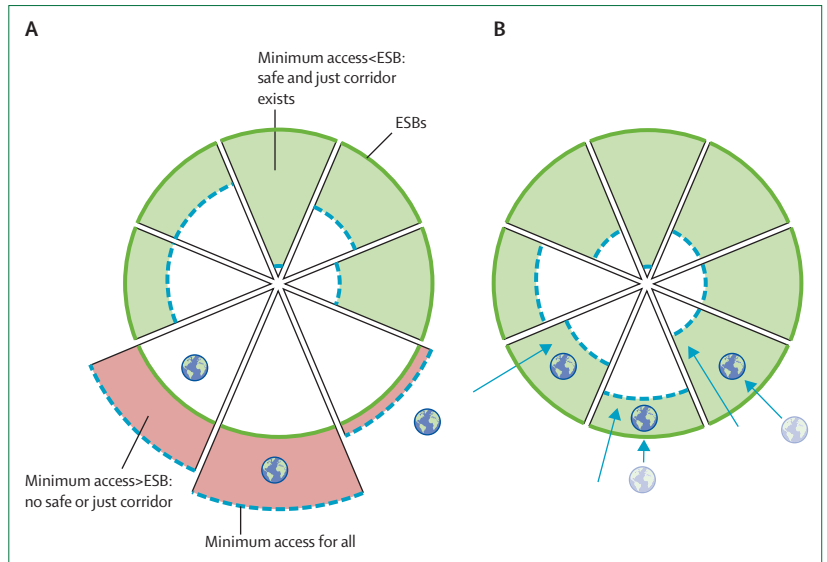 A
Minimum access<ESB:
safe and just corridor
exists
ESBs
Minimum access>ESB:
no safe or just corridor
Minimum access for all
B